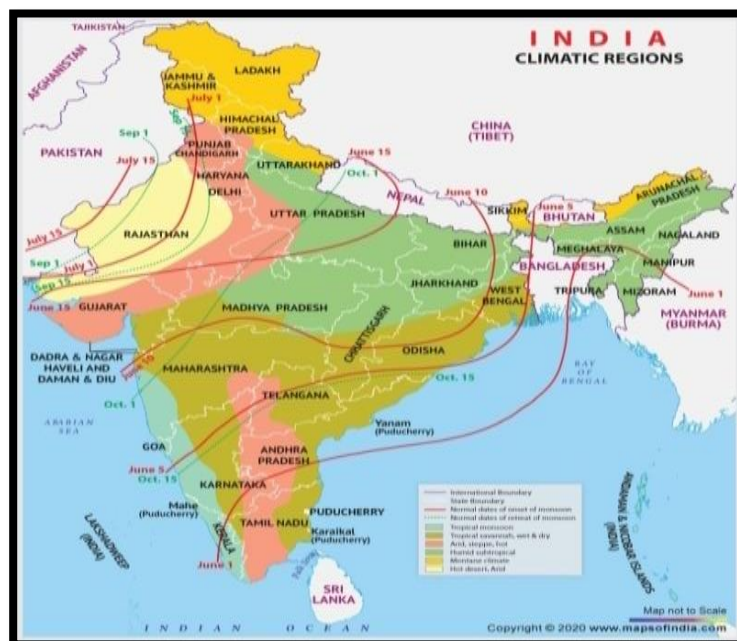 INDIA
CLIMATIC REGIONS
TAJIKISTAN
AFGHANISTAN
LADAKH
JAMMU &
KASHMIR
July 1
HIMACHAL
PRADESH
Sep 1
Sep 15
PUNJAB
CHANDIGARH
PAKISTAN
July 15
CHINA
(TIBET)
UTTARAKHAND
June 15
Oct. 1
HARYANA
DELHI
NEPAL
June 10
SIKKIM
June 5
BHUTAN
ARUNACHAL
PRADESH
RAJASTHAN
UTTAR PRADESH
ASSAM
NAGALAND
July 15
BIHAR
MEGHALAYA
Sep 1
July 1
BANGLADESH
MANIPUR
Sep 15
JHARKHAND
WEST
BENGAL
TRIPURA
MIZORAM
June 1
June 15
GUJARAT
MADHYA PRADESH
MYANMAR
(BURMA)
CHHATTISGARH
DADRA & NAGAR
HAVELI AND
DAMAN & DIU
June 10
ODISHA
MAHARASHTRA
BAY
OF
BENGAL
Oct. 15
Oct. 1
TELANGANA
ARABIAN
SEA
Yanam
(Puducherry)
GOA
ANDHRA
PRADESH
June 5
Oct. 15
KARNATAKA
International Boundary
State Boundary
Normal dates of onset of monsoon
Normal dates of retreat of monsoon
Tropical monsoon
Tropical savannah, wet & dry
Arid, steppe, hot
Humid subtropical
Montane climate
Hot desert, Arid
Mahe
(Puducherry)
PUDUCHERRY
TAMIL NADU
Karaikal
(Puducherry)
KERALA
LAKSHADWEEP
(INDIA)
ANDAMAN & NICOBAR ISLANDS
(INDIA)
June 1
SRI
LANKA
Map not to Scale
INDIAN OCEAN
Copyright © 2020 www.mapsofindia.com